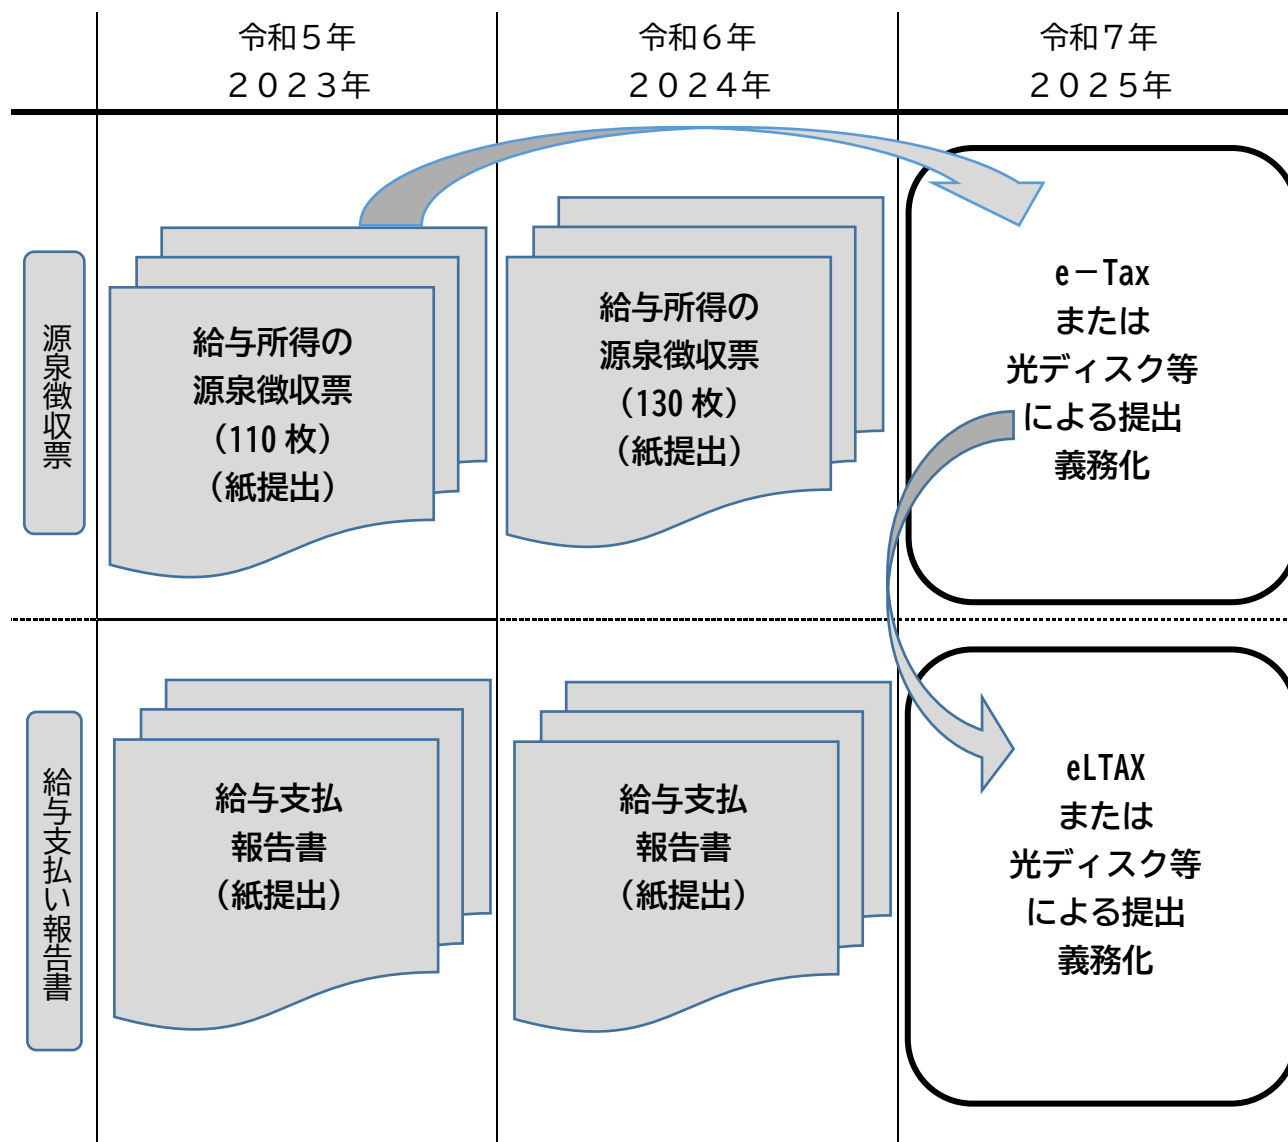 令和５年
２０２３年
令和６年
２０２４年
令和７年
２０２５年
源泉徴収票
給与所得の
源泉徴収票
（110 枚）
（紙提出）
給与所得の
源泉徴収票
（130 枚）
（紙提出）
e－Tax
または
光ディスク等
による提出
義務化
給与支払い報告書
給与支払
報告書
（紙提出）
給与支払
報告書
（紙提出）
eLTAX
または
光ディスク等
による提出
義務化